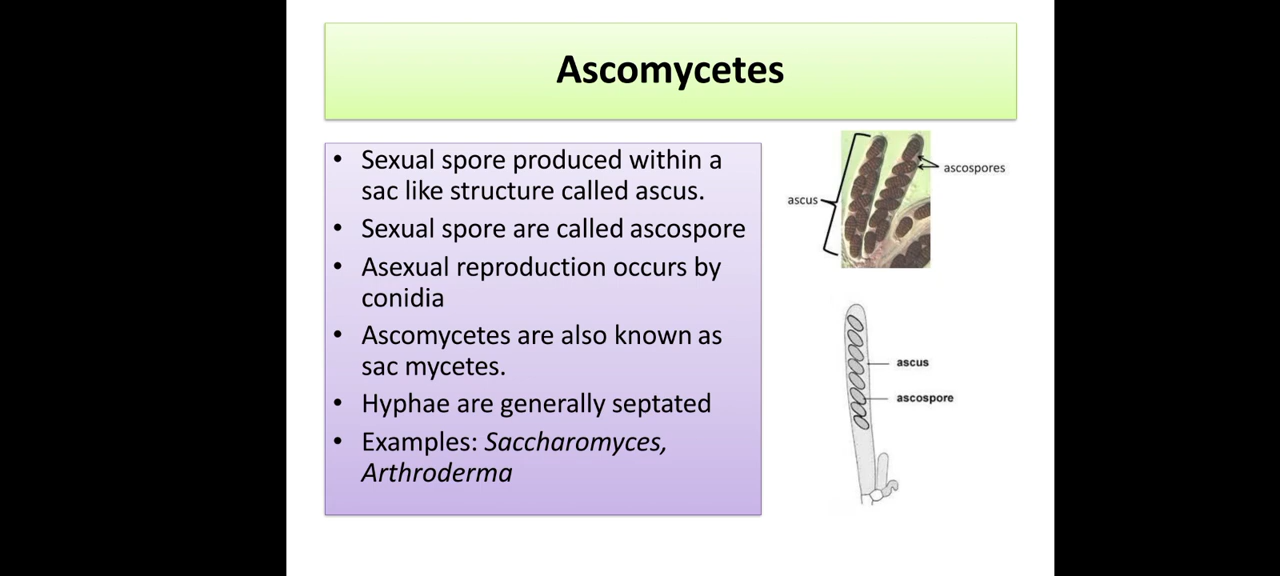 Ascomycetes
• Sexual spore produced within a
sac like structure called ascus.
• Sexual spore are called ascospore
• Asexual reproduction occurs by
conidia
• Ascomycetes are also known as
sac mycetes.
• Hyphae are generally septated
• Examples: Saccharomyces,
Arthroderma
ascospores
ascus
ascus
ascospore